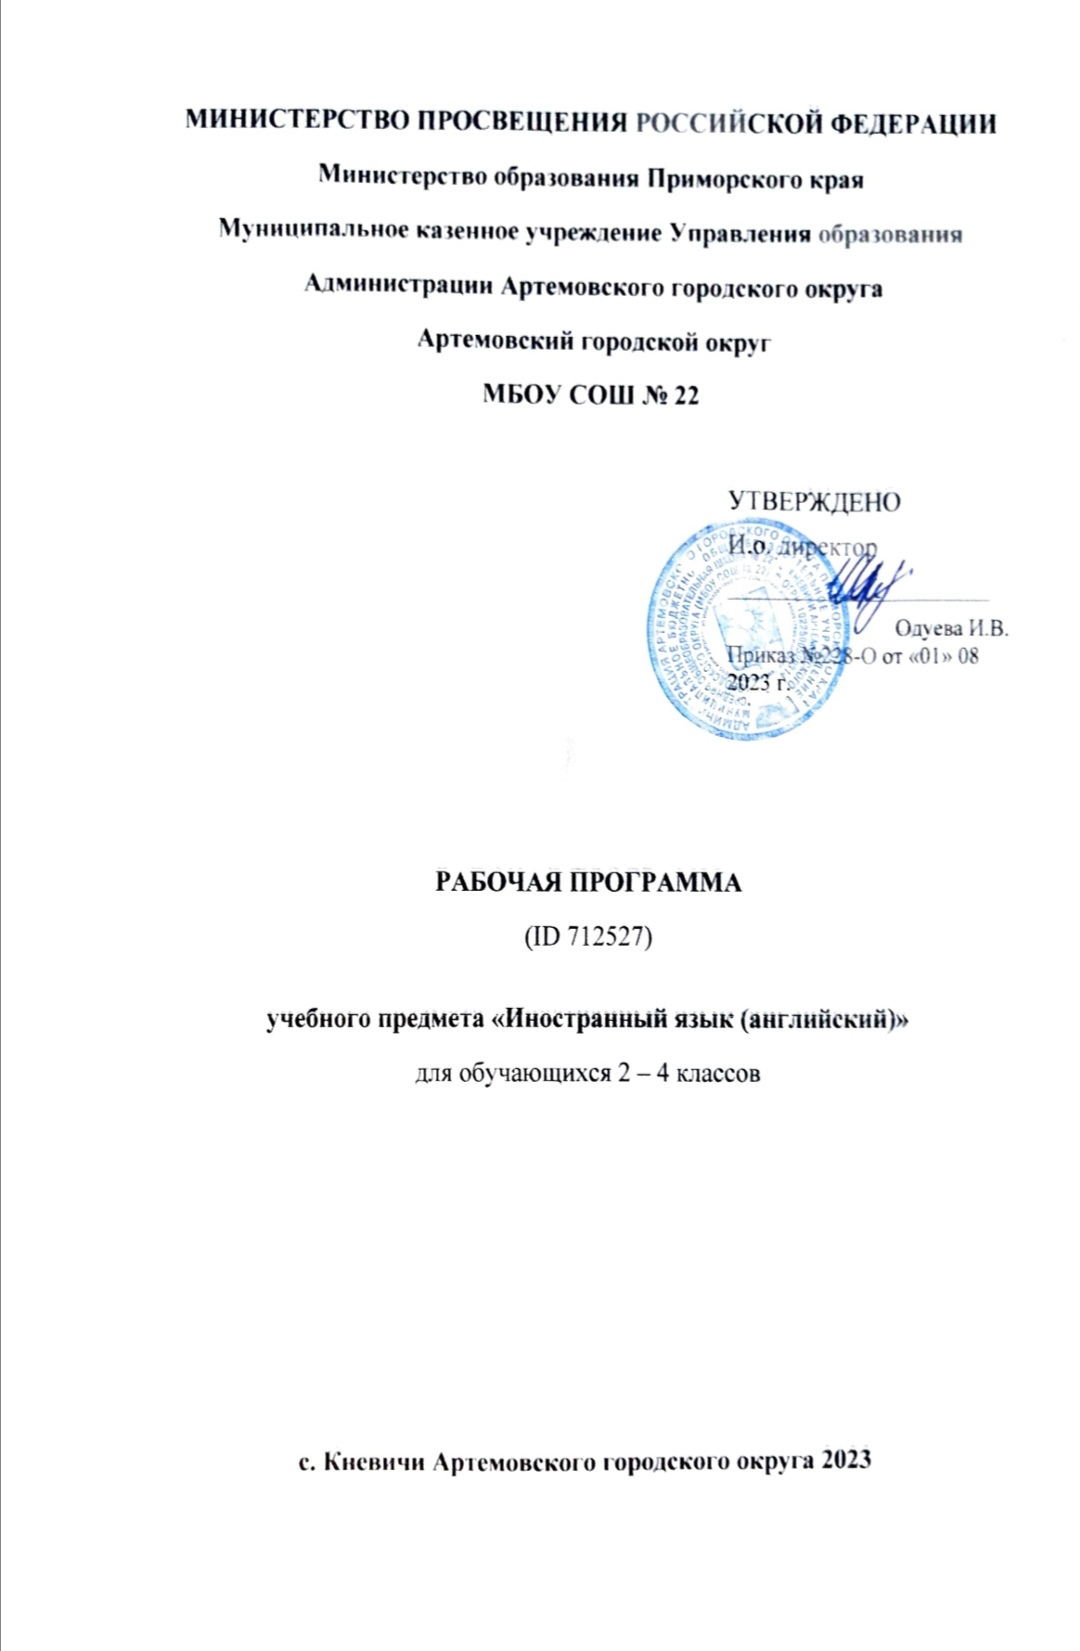 МИНИСТЕРСТВО ПРОСВЕЩЕНИЯ РОССИЙСКОЙ ФЕДЕРАЦИИ
Министерство образования Приморского края
Муниципальное казенное учреждение Управления образования
Администрации Артемовского городского округа
Артемовский городской округ
МБОУ СОШ № 22
УТВЕРЖДЕНО
И.о. директор
Одуева И.В.
Приказ №228-О от «01» 08
2023 г.
РАБОЧАЯ ПРОГРАММА
(ID 712527)
учебного предмета «Иностранный язык (английский)»
для обучающихся 2 – 4 классов
с. Кневичи Артемовского городского округа 2023